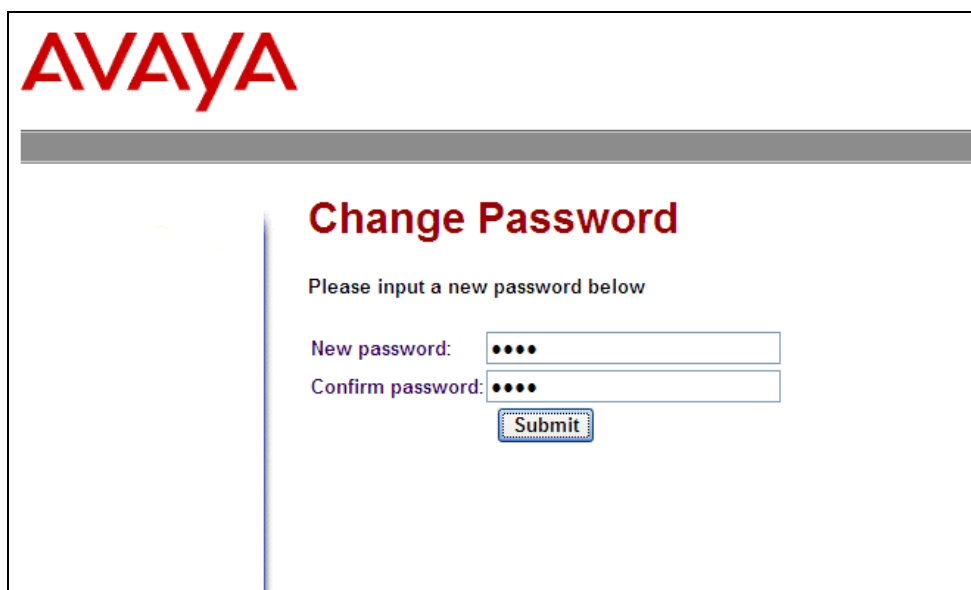 AVAYA
Change Password
Please input a new password below
New password: ••••
Confirm password: ••••
Submit